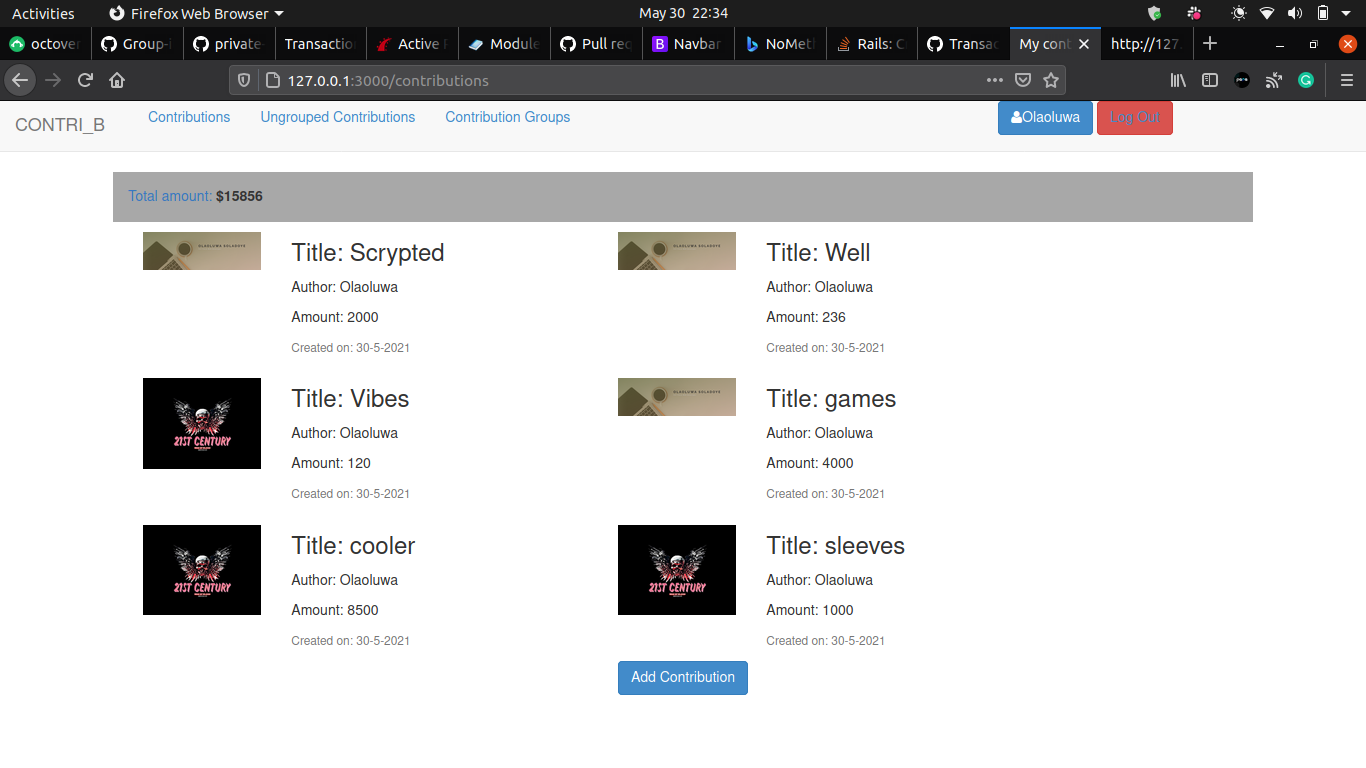 Activities Firefox Web Browser May 30 22:34
octover Group- private- Transactio Active R Module Pull req Navbar NoMeth Rails: C Transac My cont http://127.
127.0.0.1:3000/contributions
CONTRI_B Contributions Ungrouped Contributions Contribution Groups Olaoluwa Log Out
Total amount: $15856
OLAOLUWA SOLADOYE
Title: Scrypted
Author: Olaoluwa
Amount: 2000
Created on: 30-5-2021
Title: Well
Author: Olaoluwa
Amount: 236
Created on: 30-5-2021
21ST CENTURY
Title: Vibes
Author: Olaoluwa
Amount: 120
Created on: 30-5-2021
Title: games
Author: Olaoluwa
Amount: 4000
Created on: 30-5-2021
21ST CENTURY
Title: cooler
Author: Olaoluwa
Amount: 8500
Created on: 30-5-2021
21ST CENTURY
Title: sleeves
Author: Olaoluwa
Amount: 1000
Created on: 30-5-2021
Add Contribution